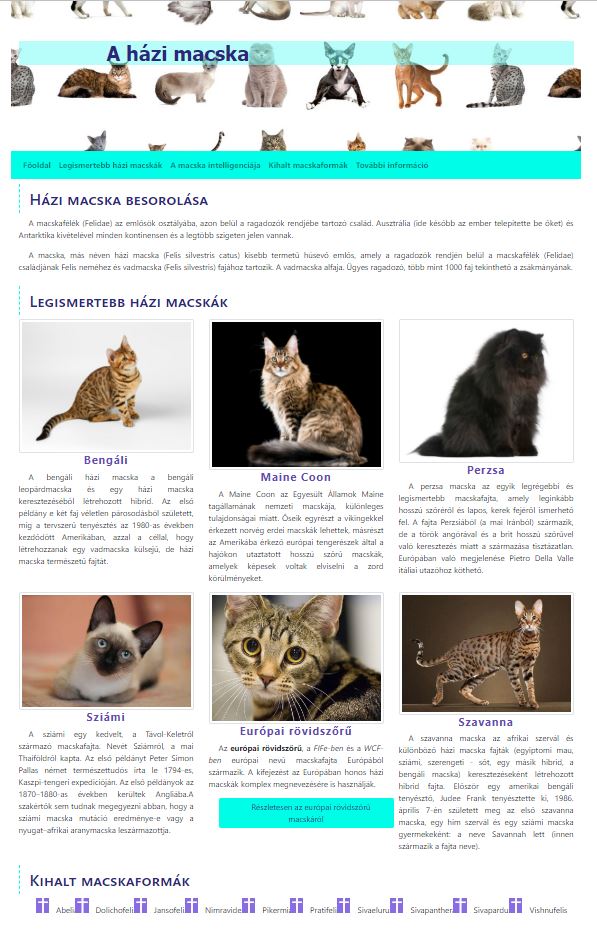 A házi macska
Főoldal Legismertebb házi macskák A macska intelligenciája Kihalt macskaformák További információ
Házi macska besorolása
A macskafélék (Felidae) az emlősök osztályába, azon belül a ragadozók rendjébe tartozó család. Ausztrália (ide később az ember telepítette be őket) és
Antarktika kivételével minden kontinensen és a legtöbb szigeten jelen vannak.
A macska, más néven házi macska (Felis silvestris catus) kisebb termetű húsevő emlős, amely a ragadozók rendjén belül a macskafélék (Felidae)
családjának Felis neméhez és vadmacska (Felis silvestris) fajához tartozik. A vadmacska alfaja. Ügyes ragadozó, több mint 1000 faj tekinthető a zsákmányának.
Legismertebb házi macskák
Bengáli
A bengáli házi macska a bengáli
leopárdmacska és egy házi macska
keresztezéséből létrehozott hibrid. Az első
példány e két faj véletlen párosodásból született,
míg a tervszerű tenyésztés az 1980-as években
kezdődött Amerikában, azzal a céllal, hogy
létrehozzanak egy vadmacska külsejű, de házi
macska természetű fajtát.
Maine Coon
A Maine Coon az Egyesült Államok Maine
tagállamának nemzeti macskája, különleges
tulajdonságai miatt. Őseik egyrészt a vikingekkel
érkezett norvég erdei macskák lehettek, másrészt
az Amerikába érkező európai tengerészek által a
hajókon utaztatott hosszú szőrű macskák,
amelyek képesek voltak elviselni a zord
körülményeket.
Perzsa
A perzsa macska az egyik legrégebbi és
legismertebb macskafajta, amely leginkább
hosszú szőréről és lapos, kerek fejéről ismerhető
fel. A fajta Perzsiából (a mai Iránból) származik,
de a török angórával és a brit hosszú szőrűvel
való keresztezés miatt a származása tisztázatlan.
Európában való megjelenése Pietro Della Valle
itáliai utazóhoz köthető.
Sziámi
A sziámi egy kedvelt, a Távol-Keletről
származó macskafajta. Nevét Sziámról, a mai
Thaiföldről kapta. Az első példányt Peter Simon
Pallas német természettudós írta le 1794-es,
Kaszpi-tengeri expedícióján. Az első példányok az
1870–1880-as években kerültek Angliába.A
szakértők sem tudnak megegyezni abban, hogy a
sziámi macska mutáció eredménye-e vagy a
nyugat-afrikai aranymacska leszármazottja.
Európai rövidszőrű
Az európai rövidszőrű, a FIFe-ben és a WCF-
ben európai nevű macskafajta Európából
származik. A kifejezést az Európában honos házi
macskák komplex megnevezésére is használják.
Részletesen az európai rövidszőrű
macskáról
Szavanna
A szavanna macska az afrikai szervál és
különböző házi macska fajták (egyiptomi mau,
sziámi, szerengeti - sőt, egy másik hibrid, a
bengáli macska) keresztezéseként létrehozott
hibrid fajta. Először egy amerikai bengáli
tenyésztő, Judee Frank tenyésztette ki, 1986.
április 7-én született meg az első szavanna
macska, egy hím szervál és egy sziámi macska
gyermekeként: a neve Savannah lett (innen
származik a fajta neve).
Kihalt macskaformák
Abeli Dolichofeli Jansofeli Nimravide Pikermi Pratifeli Sivaeluru Sivapanthera Sivapardu Vishnufelis